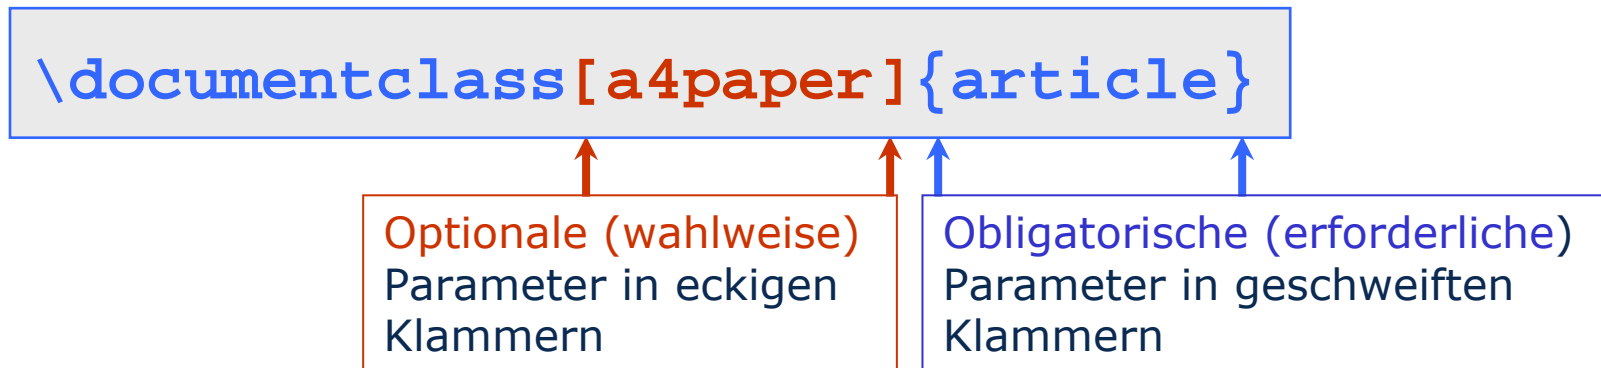 \documentclass[a4paper]{article}
Optionale (wahlweise)
Parameter in eckigen
Klammern
Obligatorische (erforderliche)
Parameter in geschweiften
Klammern